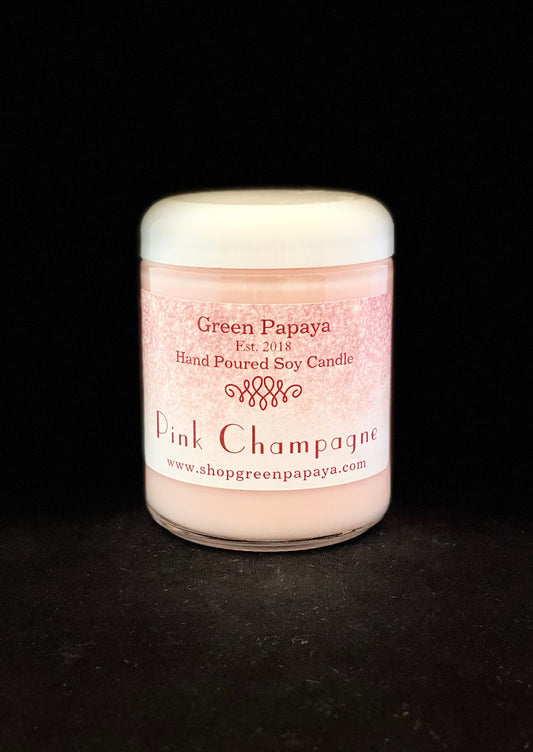 Green Papaya
Est. 2018
Hand Poured Soy Candle
Pink Champagne
www.shopgreenpapaya.com